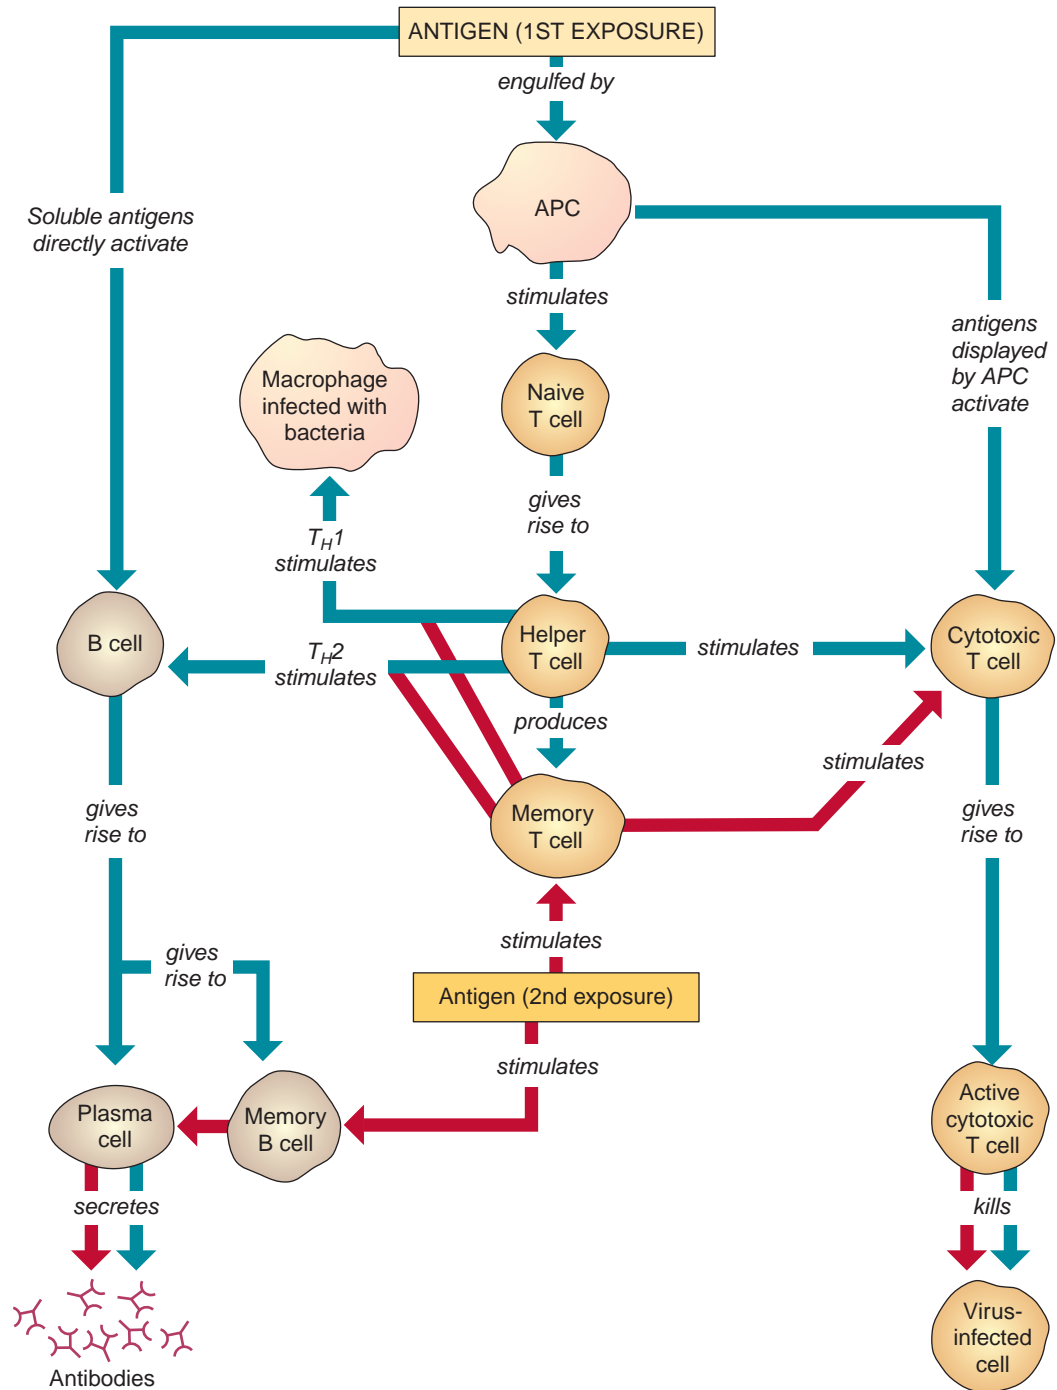 ANTIGEN (1ST EXPOSURE)
engulfed by
APC
Soluble antigens
directly activate
stimulates
antigens
displayed
by APC
activate
Macrophage
infected with
bacteria
Naive
T cell
gives
rise to
TH1
stimulates
B cell
TH2
stimulates
Helper
T cell
stimulates
Cytotoxic
T cell
produces
stimulates
Memory
T cell
gives
rise to
gives
rise to
stimulates
gives
rise to
Antigen (2nd exposure)
stimulates
Plasma
cell
Memory
B cell
Active
cytotoxic
T cell
secretes
kills
Virus-
infected
cell
Antibodies